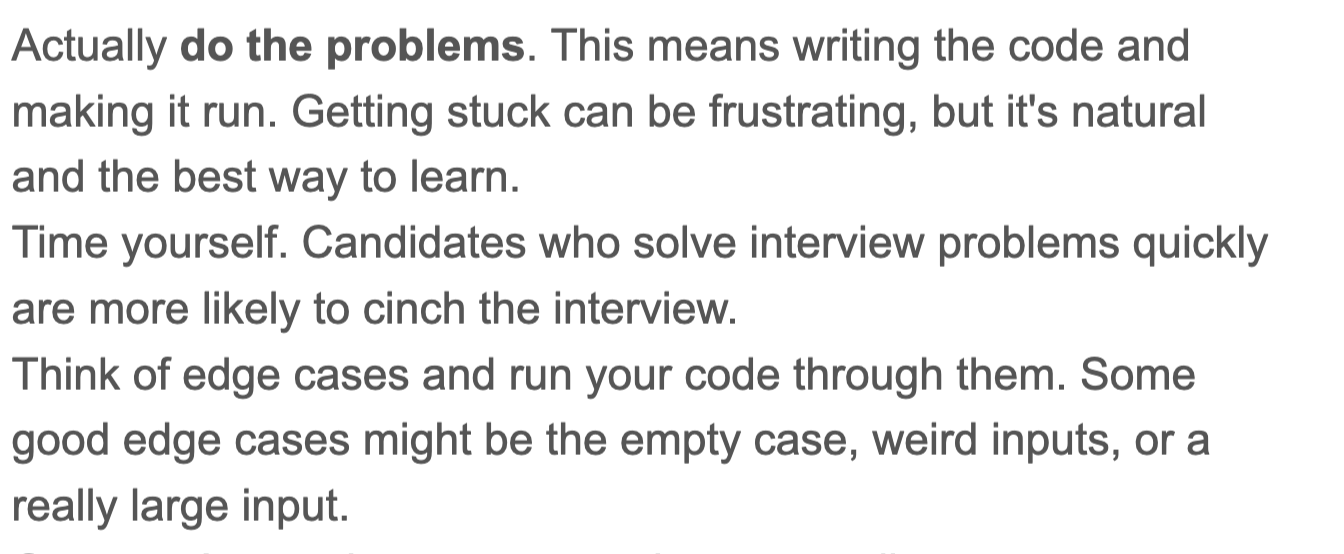 Actually do the problems. This means writing the code and
making it run. Getting stuck can be frustrating, but it's natural
and the best way to learn.
Time yourself. Candidates who solve interview problems quickly
are more likely to cinch the interview.
Think of edge cases and run your code through them. Some
good edge cases might be the empty case, weird inputs, or a
really large input.